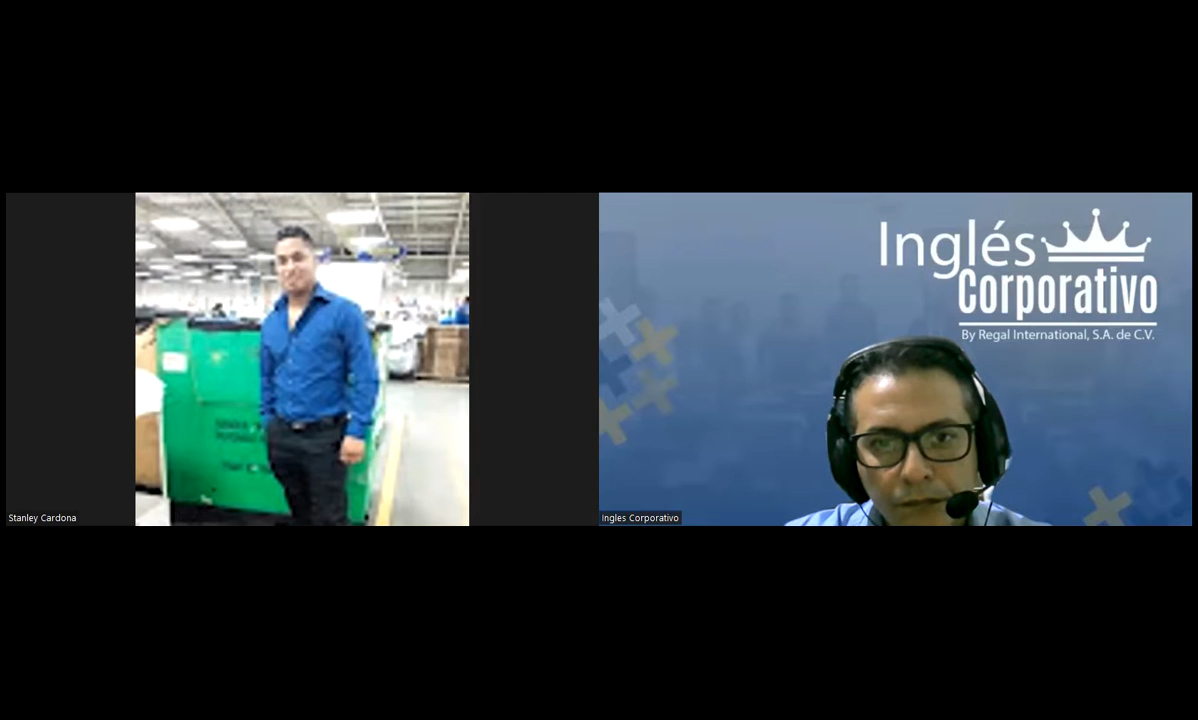 Inglés
Corporativo
By Regal International, S.A. de C.V.
Stanley Cardona
Ingles Corporativo